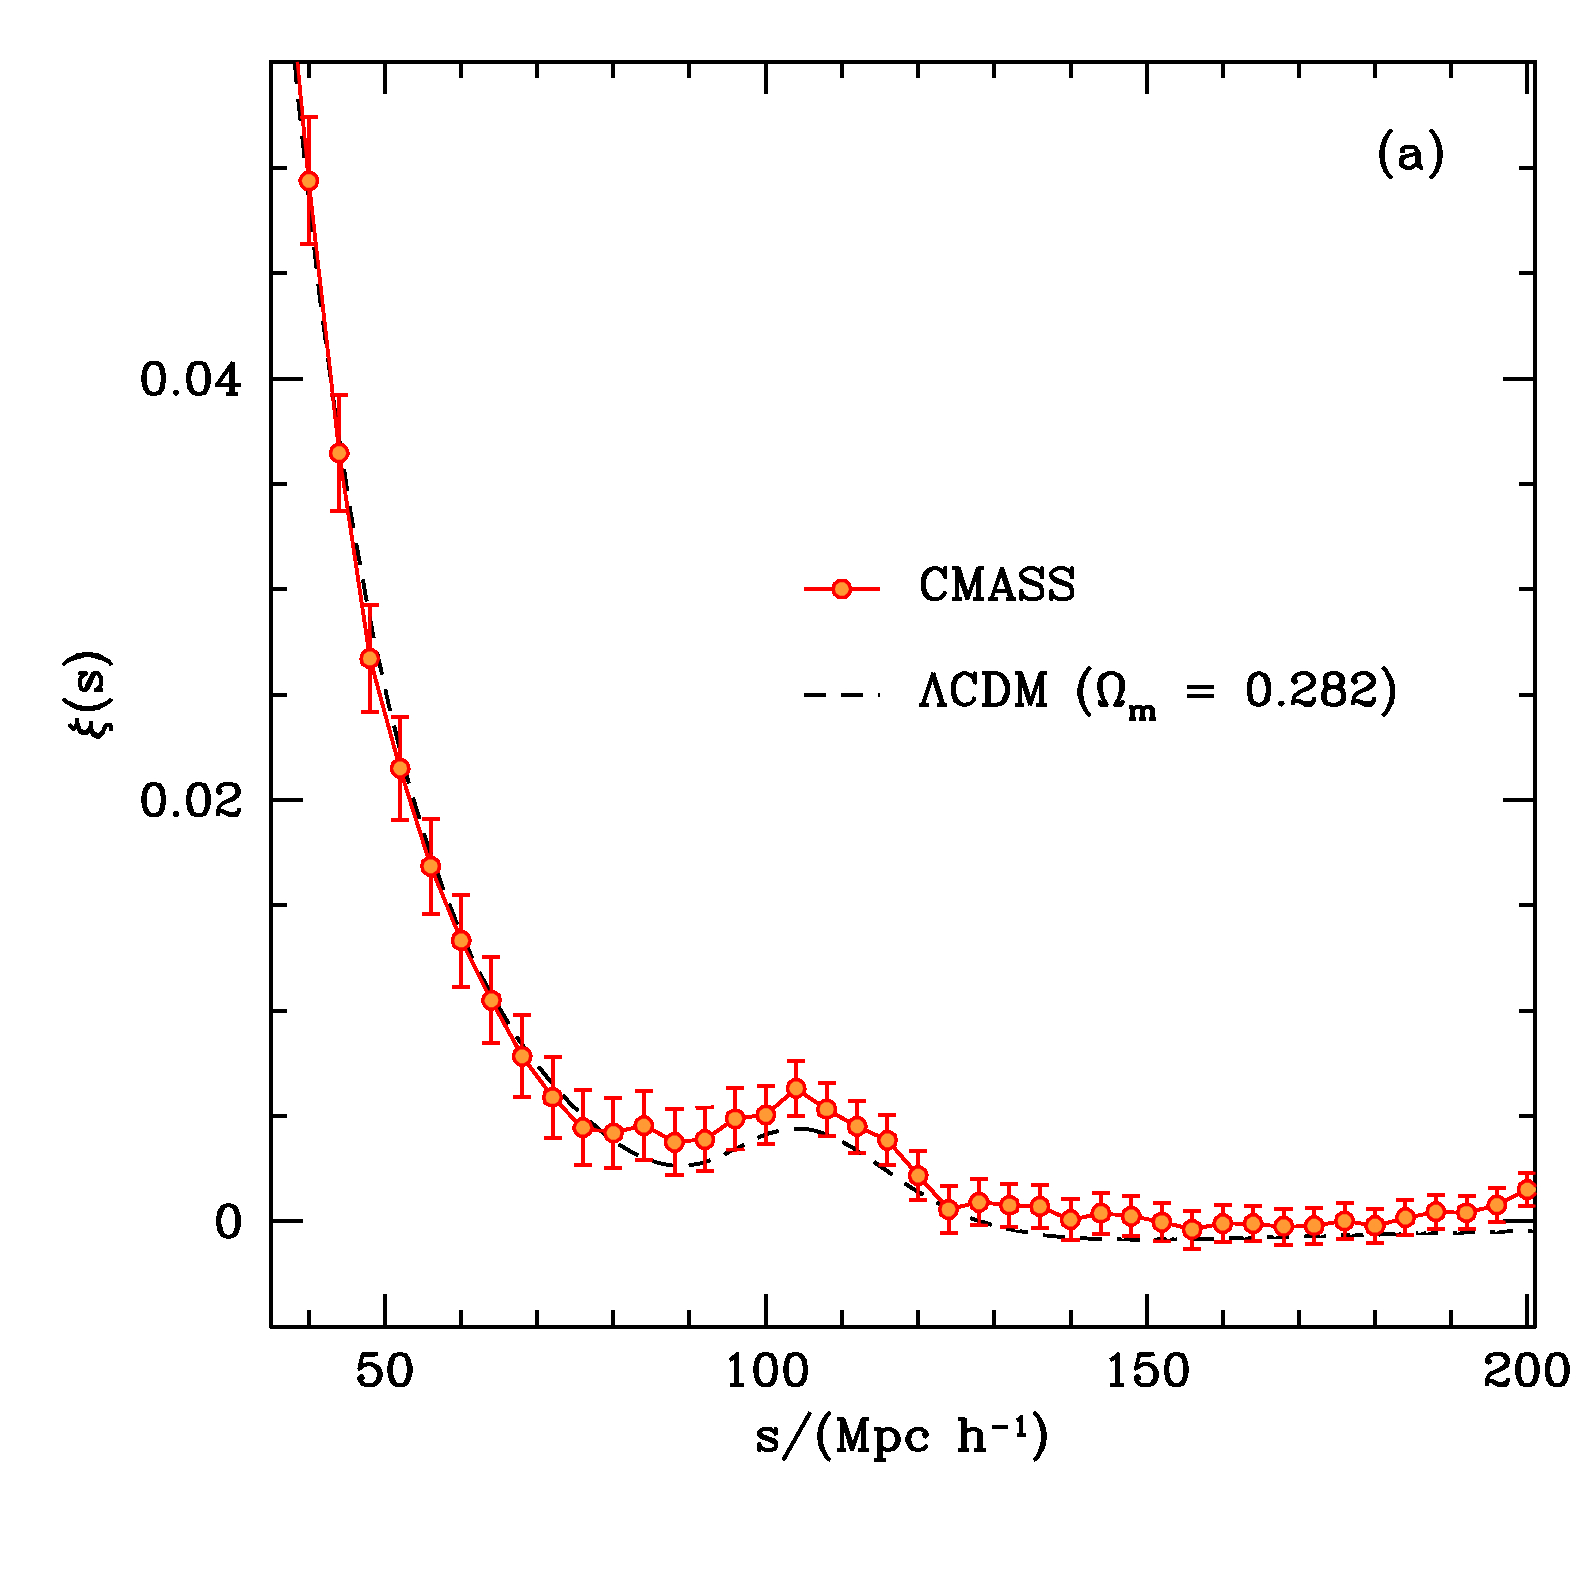 (a)
0.04
CMASS
ξ(s)
ΛCDM (Ωₘ = 0.282)
0.02
0
50 100 150 200
s/(Mpc h⁻¹)